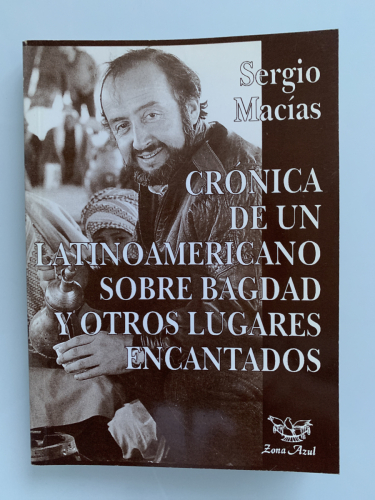 Sergio
Macías
CRÓNICA
DE UN
LATINOAMERICANO
SOBRE BAGDAD
Y OTROS LUGARES
ENCANTADOS
Zona Azul